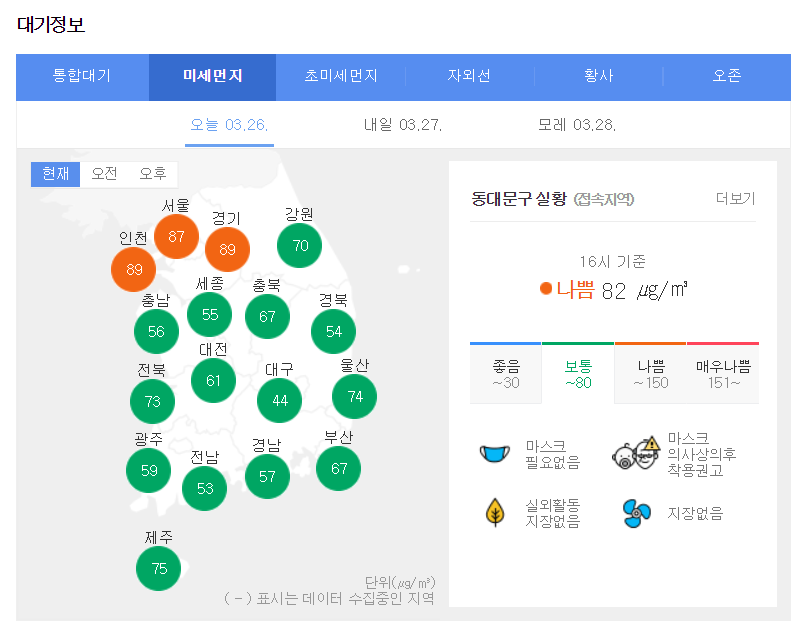 대기정보
통합대기 미세먼지 초미세먼지 자외선 황사 오존
오늘 03.26. 내일 03.27. 모레 03.28.
현재 오전 오후
서울
87
경기
89
강원
70
인천
89
세종
55
충북
67
충남
56
경북
54
대전
61
대구
44
울산
74
전북
73
광주
59
전남
53
경남
57
부산
67
제주
75
단위(㎍/㎥)
( - ) 표시는 데이터 수집중인 지역
동대문구 실황 (접속지역) 더보기
16시 기준
나쁨 82 ㎍/㎥
좋음 보통 나쁨 매우나쁨
~30 ~80 ~150 151~
마스크
필요없음
마스크
의사상의후
착용권고
실외활동
지장없음
지장없음